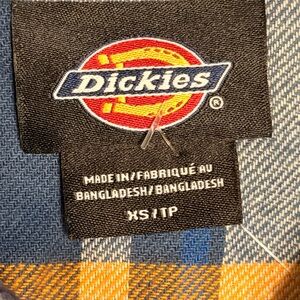 Dickies
®
MADE IN/FABRIQUÉ AU
BANGLADESH/BANGLADESH
XS/TP